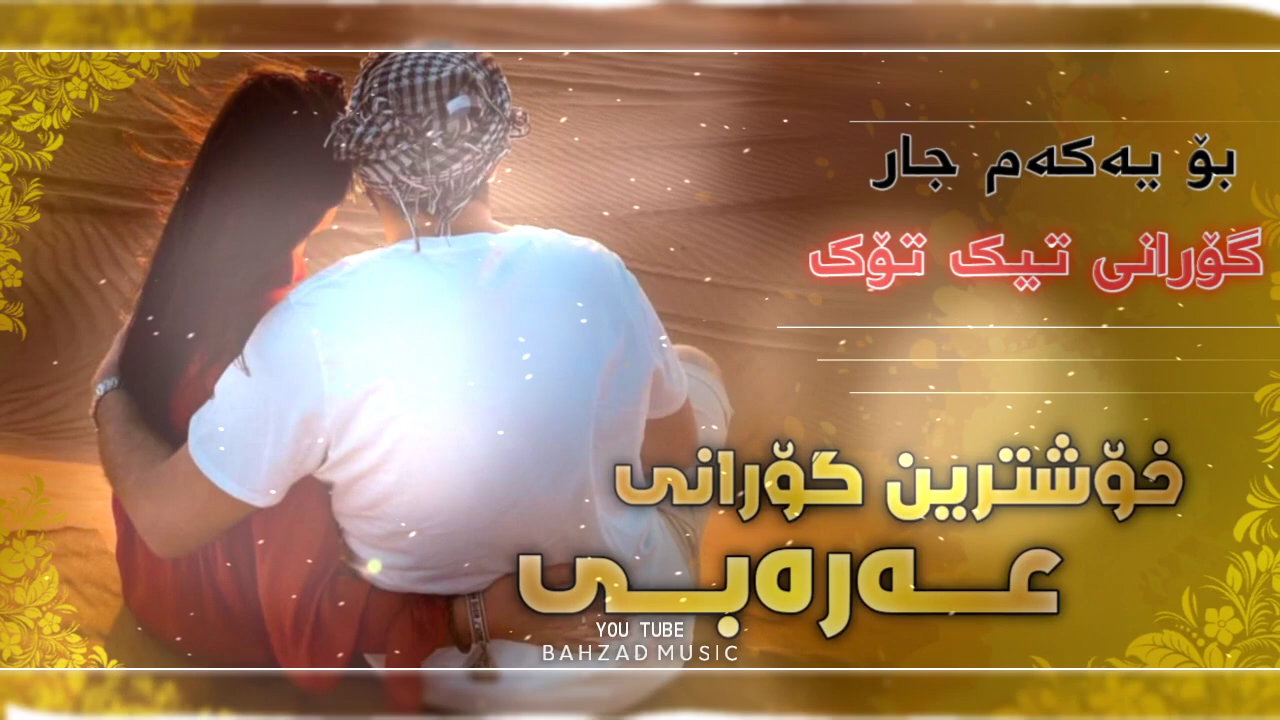 بۆ یەکەم جار
گۆرانی تیک تۆک
خۆشترین گۆرانی
عەرەبی
YOU TUBE
BAHZAD MUSIC